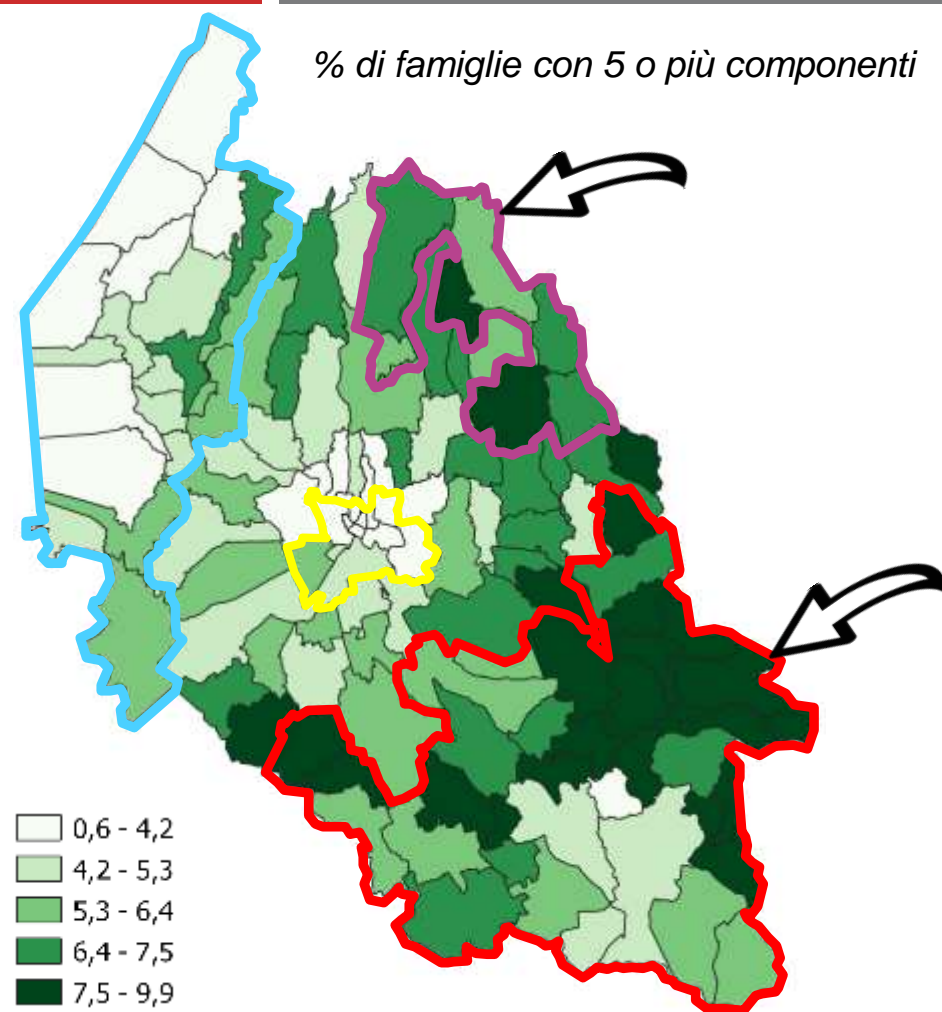 % di famiglie con 5 o più componenti
0,6 - 4,2
4,2 - 5,3
5,3 - 6,4
6,4 - 7,5
7,5 - 9,9